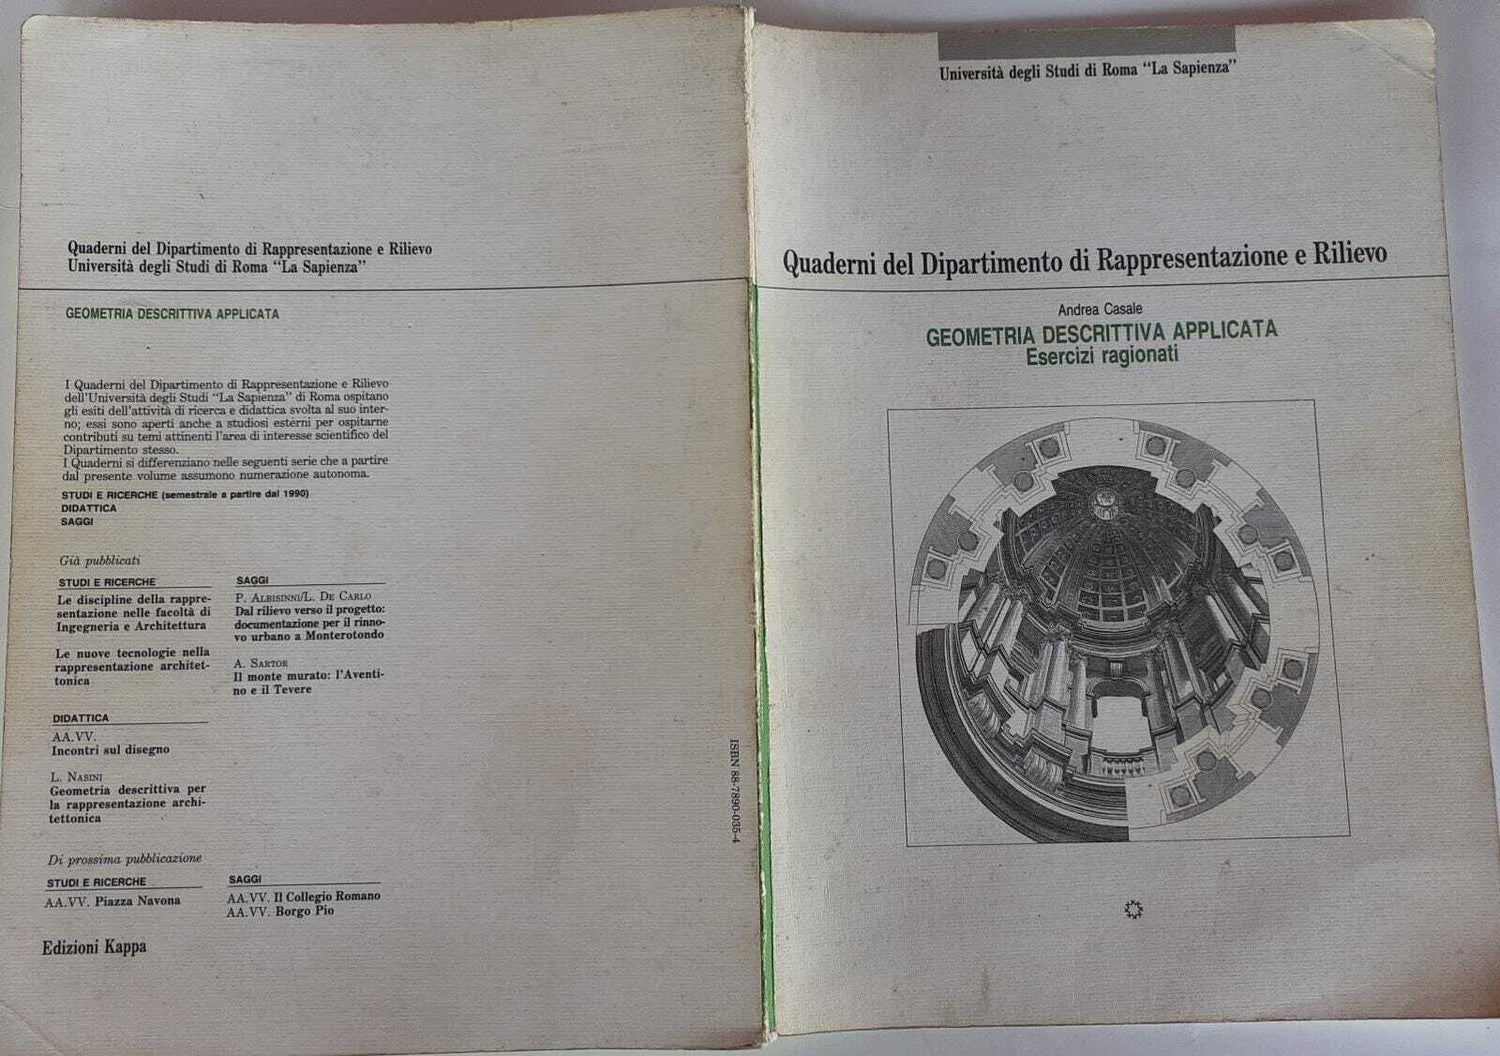 Quaderni del Dipartimento di Rappresentazione e Rilievo
Università degli Studi di Roma "La Sapienza"
GEOMETRIA DESCRITTIVA APPLICATA
I Quaderni del Dipartimento di Rappresentazione e Rilievo
dell'Università degli Studi "La Sapienza" di Roma ospitano
gli esiti dell'attività di ricerca e didattica svolta al suo inter-
no; essi sono aperti anche a studiosi esterni per ospitarne
contributi su temi attinenti l'area di interesse scientifico del
Dipartimento stesso.
I Quaderni si differenziano nelle seguenti serie che a partire
dal presente volume assumono numerazione autonoma.
STUDI E RICERCHE (semestrale a partire dal 1990)
DIDATTICA
SAGGI
Già pubblicati
STUDI E RICERCHE
Le discipline della rappre-
sentazione nelle facoltà di
Ingegneria e Architettura
Le nuove tecnologie nella
rappresentazione architet-
tonica
SAGGI
P. ALBISINNI/L. DE CARLO
Dal rilievo verso il progetto:
documentazione per il rinno-
vo urbano a Monterotondo
A. SARTOR
Il monte murato: l'Aventi-
no e il Tevere
DIDATTICA
AA.VV.
Incontri sul disegno
L. NASINI
Geometria descrittiva per
la rappresentazione archi-
tettonica
Di prossima pubblicazione
STUDI E RICERCHE
AA.VV. Piazza Navona
SAGGI
AA.VV. Il Collegio Romano
AA.VV. Borgo Pio
Edizioni Kappa
ISBN 88-7890-035-4
Università degli Studi di Roma "La Sapienza"
Quaderni del Dipartimento di Rappresentazione e Rilievo
Andrea Casale
GEOMETRIA DESCRITTIVA APPLICATA
Esercizi ragionati